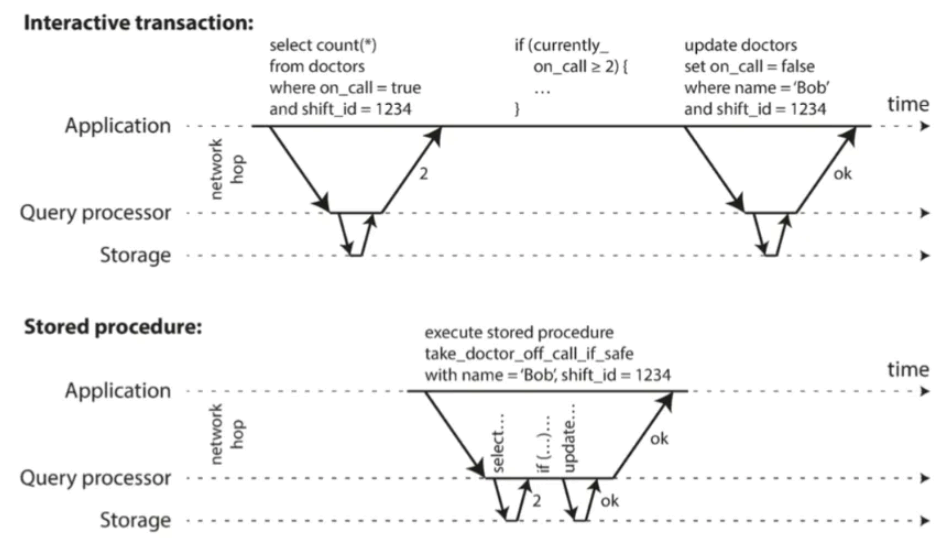 Interactive transaction:
select count(*)
from doctors
where on_call = true
and shift_id = 1234
if (currently_
on_call ≥ 2) {
...
}
update doctors
set on_call = false
where name = ‘Bob’
and shift_id = 1234
time
Application
network
hop
2
ok
Query processor
Storage
Stored procedure:
execute stored procedure
take_doctor_off_call_if_safe
with name = ‘Bob’, shift_id = 1234
time
Application
network
hop
select...
if (...)...
update...
ok
Query processor
2
ok
Storage